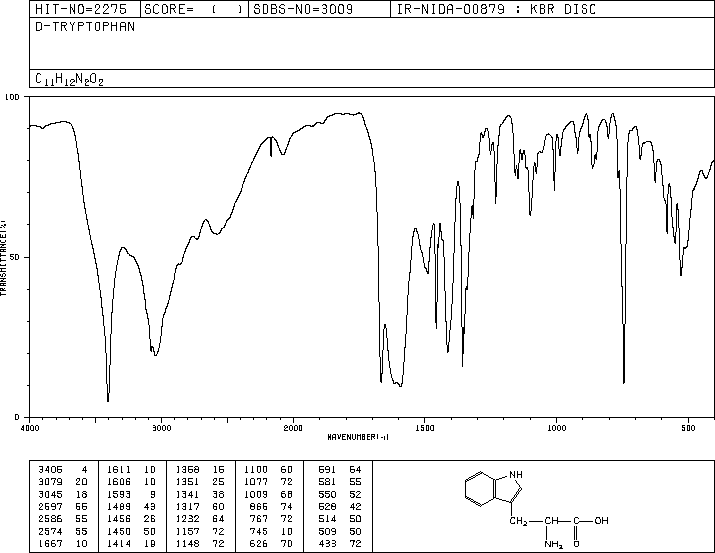 HIT-NO=2275 SCORE= ( ) SDBS-NO=3009 IR-NIDA-00879 : KBR DISC
D-TRYPTOPHAN
C11H12N2O2
100
50
0
TRANSMITTANCE(%)
4000 3000 2000 1500 1000 500
WAVENUMBER(-1)
3405 4 1611 10 1358 16 1100 60 591 64
3079 20 1606 10 1351 25 1077 72 581 55
3045 18 1593 9 1341 38 1009 68 550 52
2597 55 1489 43 1317 60 866 74 528 42
2586 55 1456 26 1232 64 767 72 514 50
2574 55 1450 50 1157 72 745 10 509 50
1667 10 1414 19 1148 72 626 70 433 72
NH
CH2 CH C OH
NH2 O